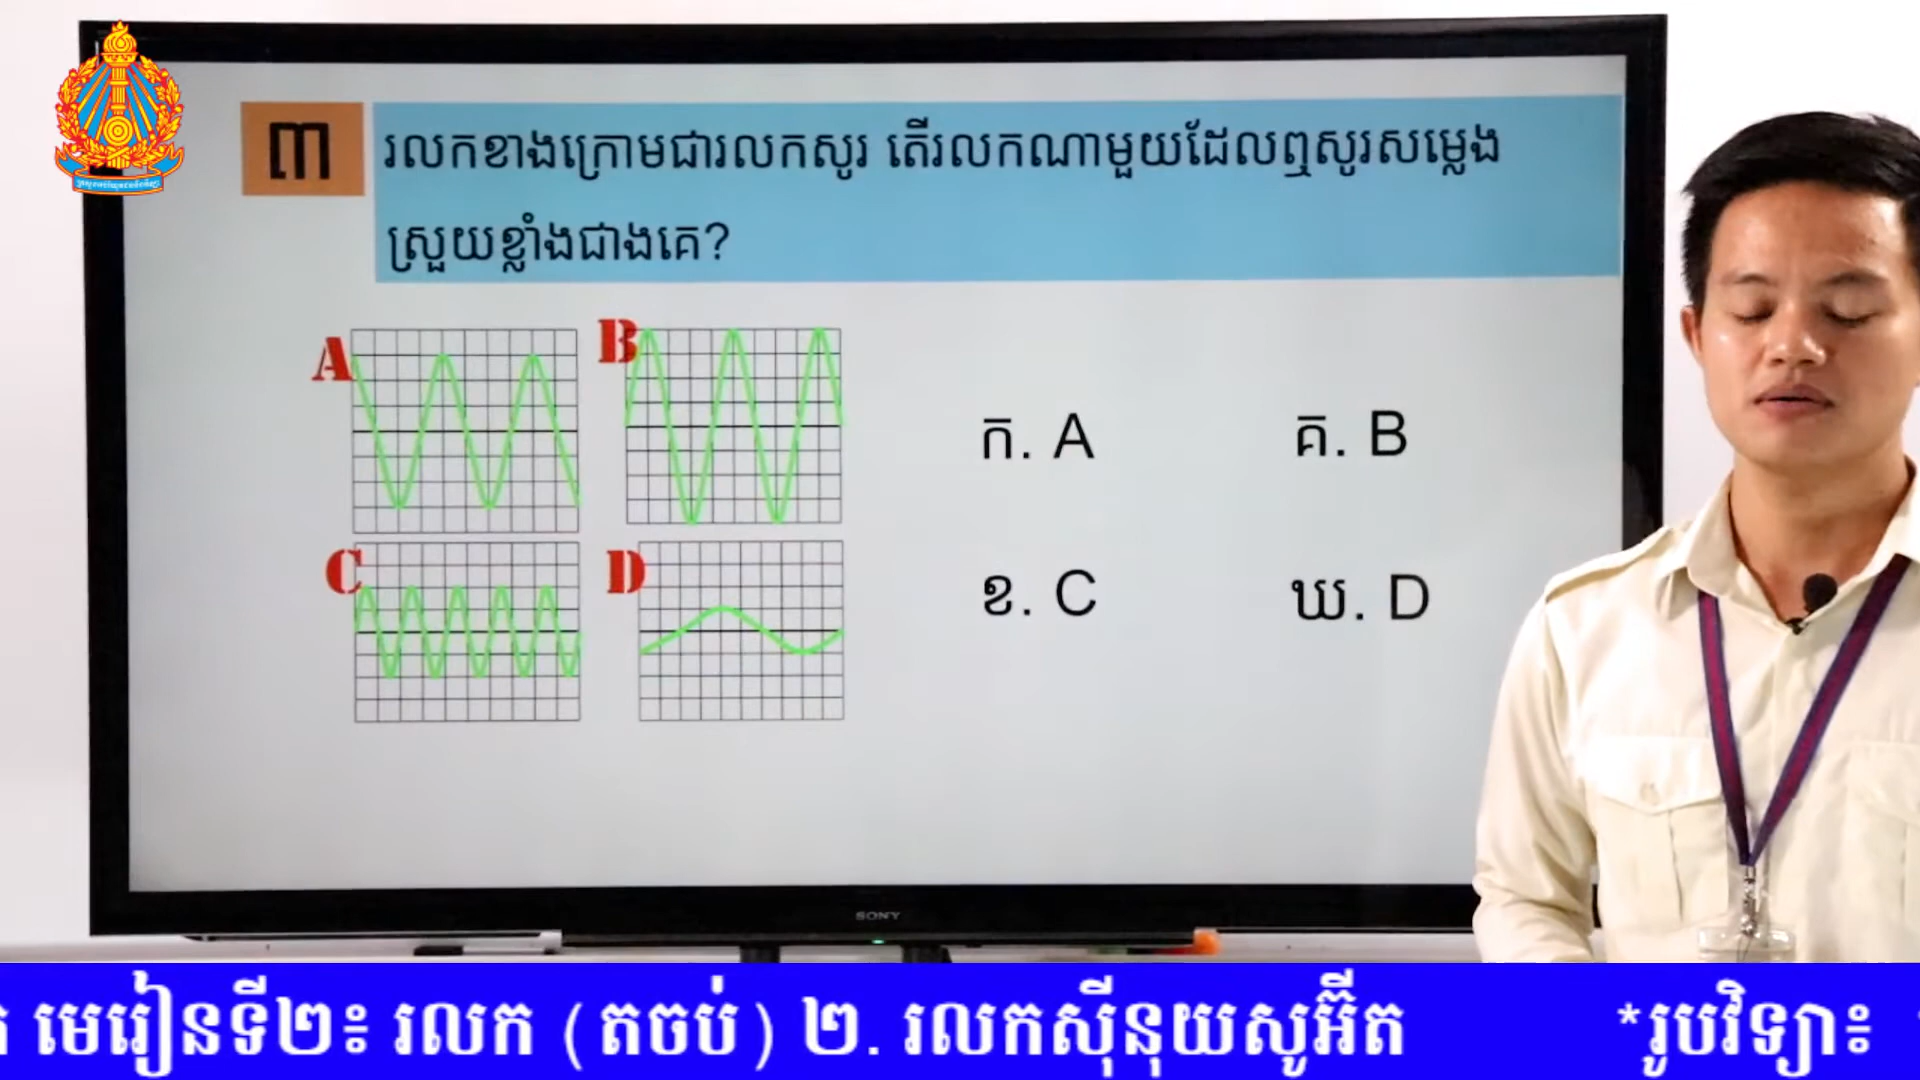 ៣
រលកខាងក្រោមជារលកសូរ តើរលកណាមួយដែលឮសូរសម្លេង
ស្រួយខ្លាំងជាងគេ?
A
B
ក. A
គ. B
C
D
ខ. C
ឃ. D
SONY
មេរៀនទី២៖ រលក (តចប់) ២. រលកស៊ីនុយសូអ៊ីត *រូបវិទ្យា៖